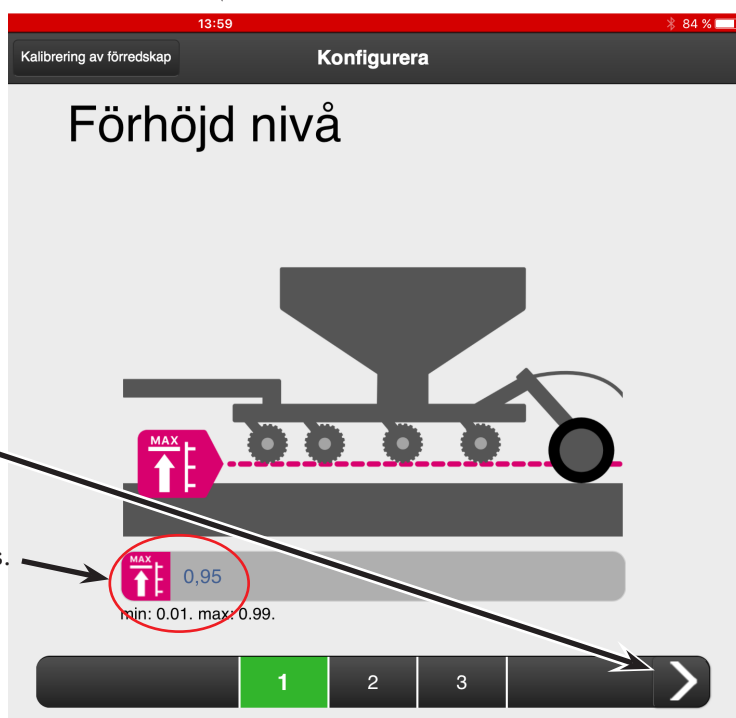 13:59 84 %
Kalibrering av förredskap Konfigurera
Förhöjd nivå
MAX
s.
MAX 0,95
min: 0.01. max: 0.99.
1 2 3